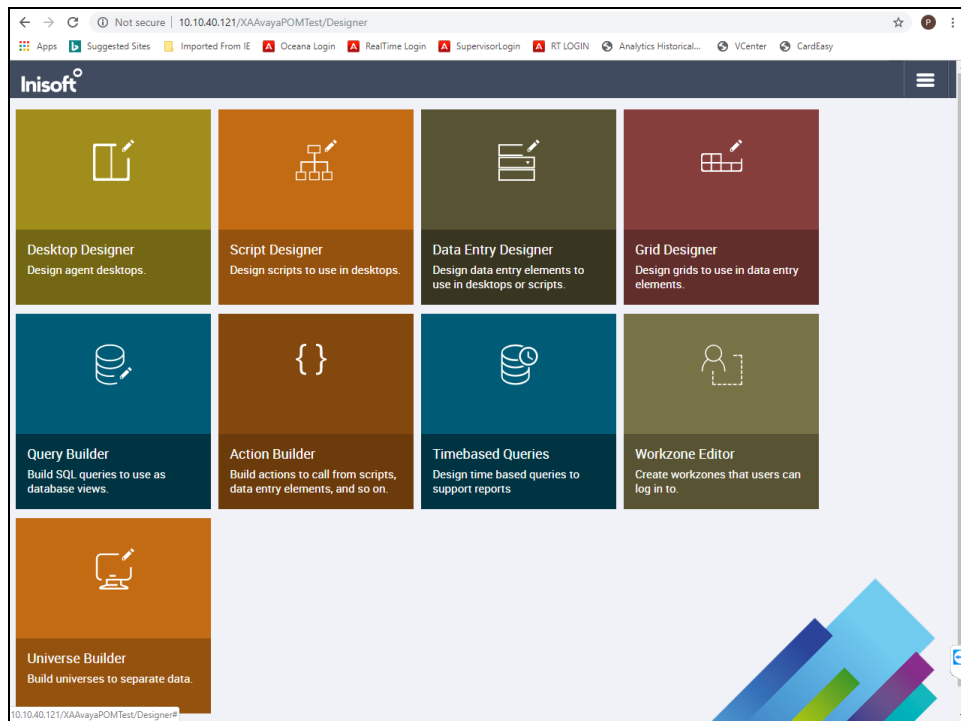 Not secure | 10.10.40.121/XAAvayaPOMTest/Designer
P
Apps Suggested Sites Imported From IE Oceana Login RealTime Login SupervisorLogin RT LOGIN Analytics Historical... VCenter CardEasy
Inisoft
Desktop Designer
Design agent desktops.
Script Designer
Design scripts to use in desktops.
Data Entry Designer
Design data entry elements to
use in desktops or scripts.
Grid Designer
Design grids to use in data entry
elements.
Query Builder
Build SQL queries to use as
database views.
{ }
Action Builder
Build actions to call from scripts,
data entry elements, and so on.
Timebased Queries
Design time based queries to
support reports
Workzone Editor
Create workzones that users can
log in to.
Universe Builder
Build universes to separate data.
10.10.40.121/XAAvayaPOMTest/Designer#